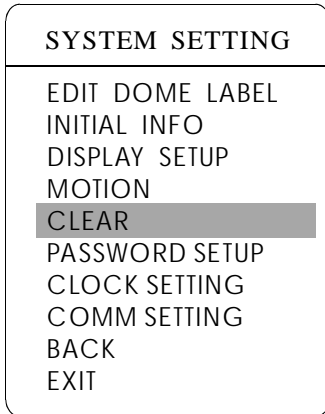 SYSTEM SETTING
EDIT DOME LABEL
INITIAL INFO
DISPLAY SETUP
MOTION
CLEAR
PASSWORD SETUP
CLOCK SETTING
COMM SETTING
BACK
EXIT